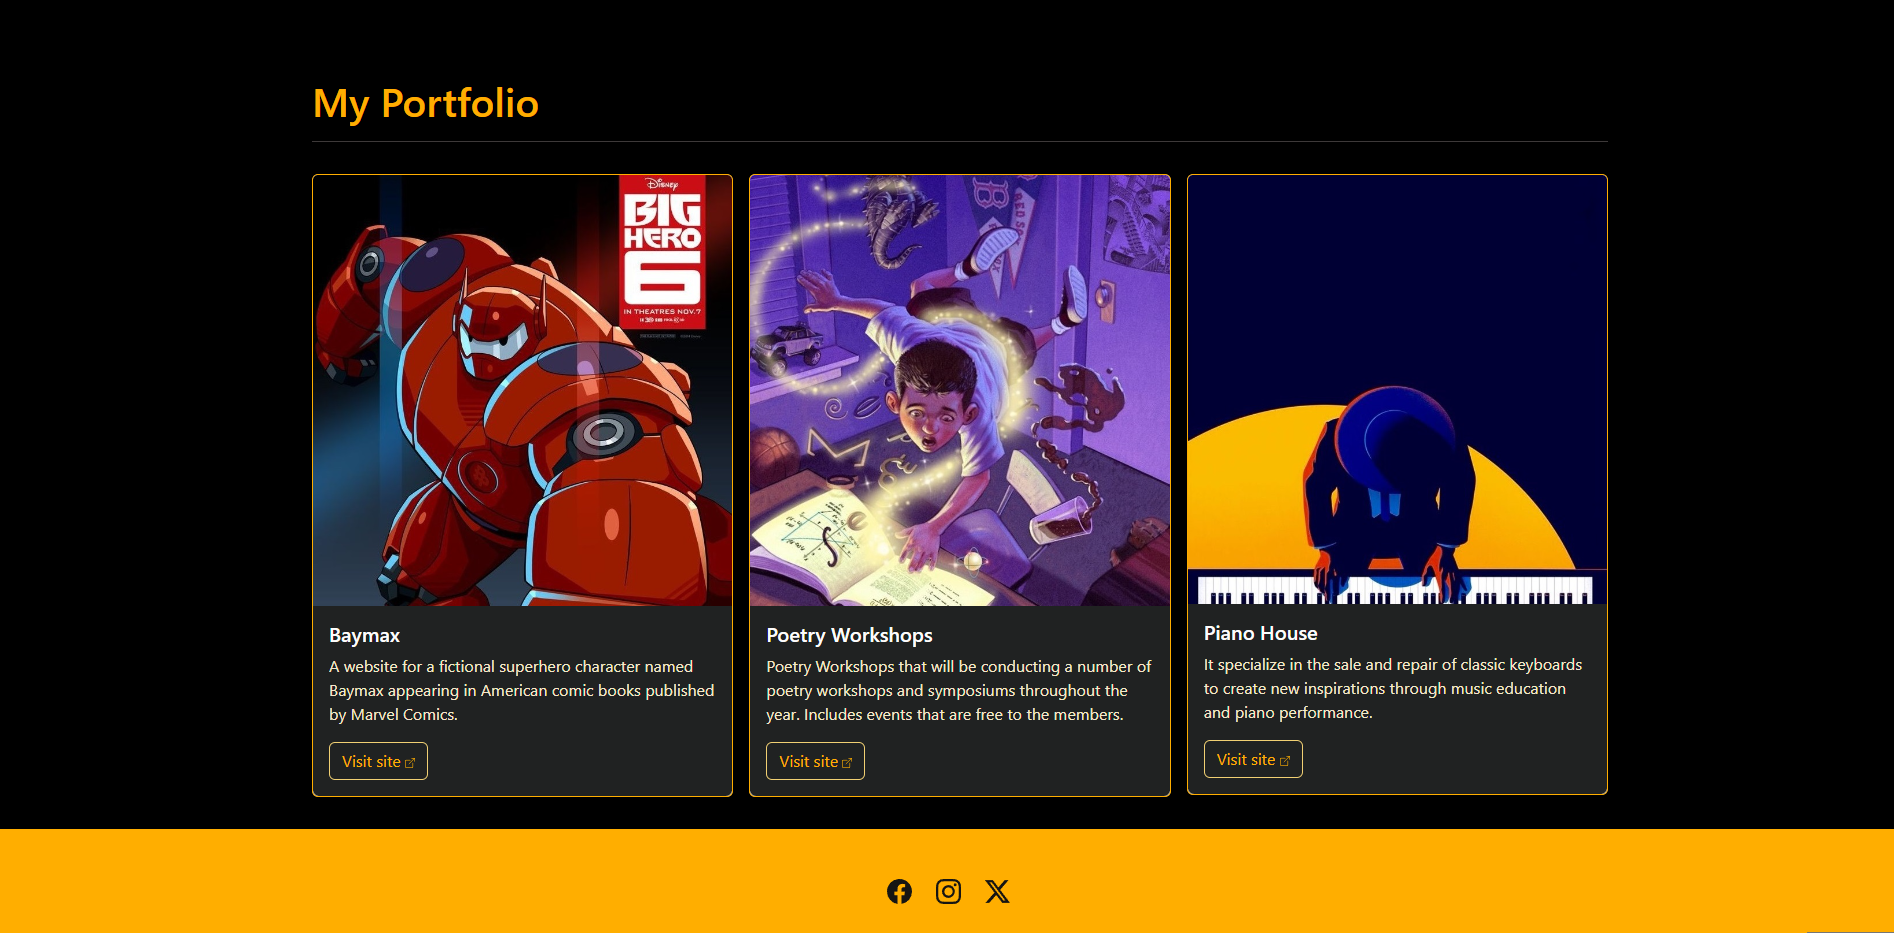 My Portfolio
Disney
BIG
HERO
6
IN THEATRES NOV.7
Baymax
A website for a fictional superhero character named
Baymax appearing in American comic books published
by Marvel Comics.
Visit site
B
RED SOX
Poetry Workshops
Poetry Workshops that will be conducting a number of
poetry workshops and symposiums throughout the
year. Includes events that are free to the members.
Visit site
Piano House
It specialize in the sale and repair of classic keyboards
to create new inspirations through music education
and piano performance.
Visit site